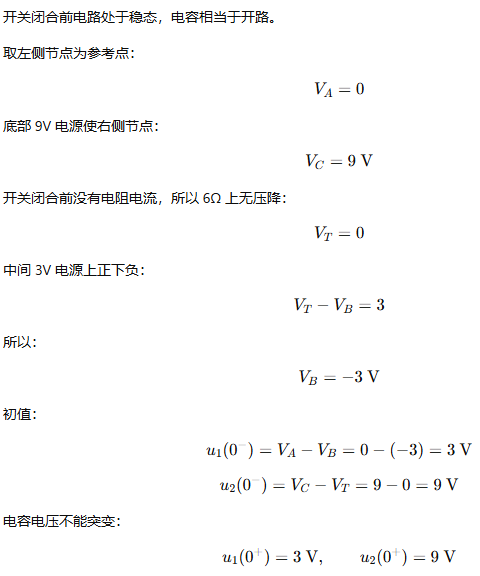 开关闭合前电路处于稳态，电容相当于开路。
取左侧节点为参考点：
V_A = 0
底部 9V 电源使右侧节点：
V_C = 9 V
开关闭合前没有电阻电流，所以 6Ω 上无压降：
V_T = 0
中间 3V 电源上正下负：
V_T − V_B = 3
所以：
V_B = −3 V
初值：
u_1(0^−) = V_A − V_B = 0 − (−3) = 3 V
u_2(0^−) = V_C − V_T = 9 − 0 = 9 V
电容电压不能突变：
u_1(0^+) = 3 V, u_2(0^+) = 9 V